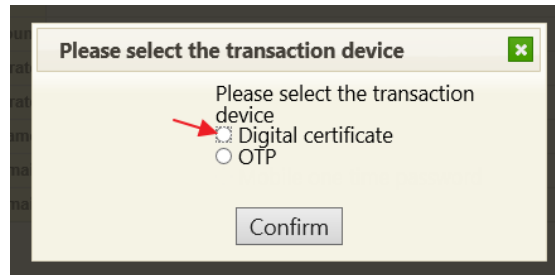 Please select the transaction device
Please select the transaction
device
Digital certificate
OTP
Confirm